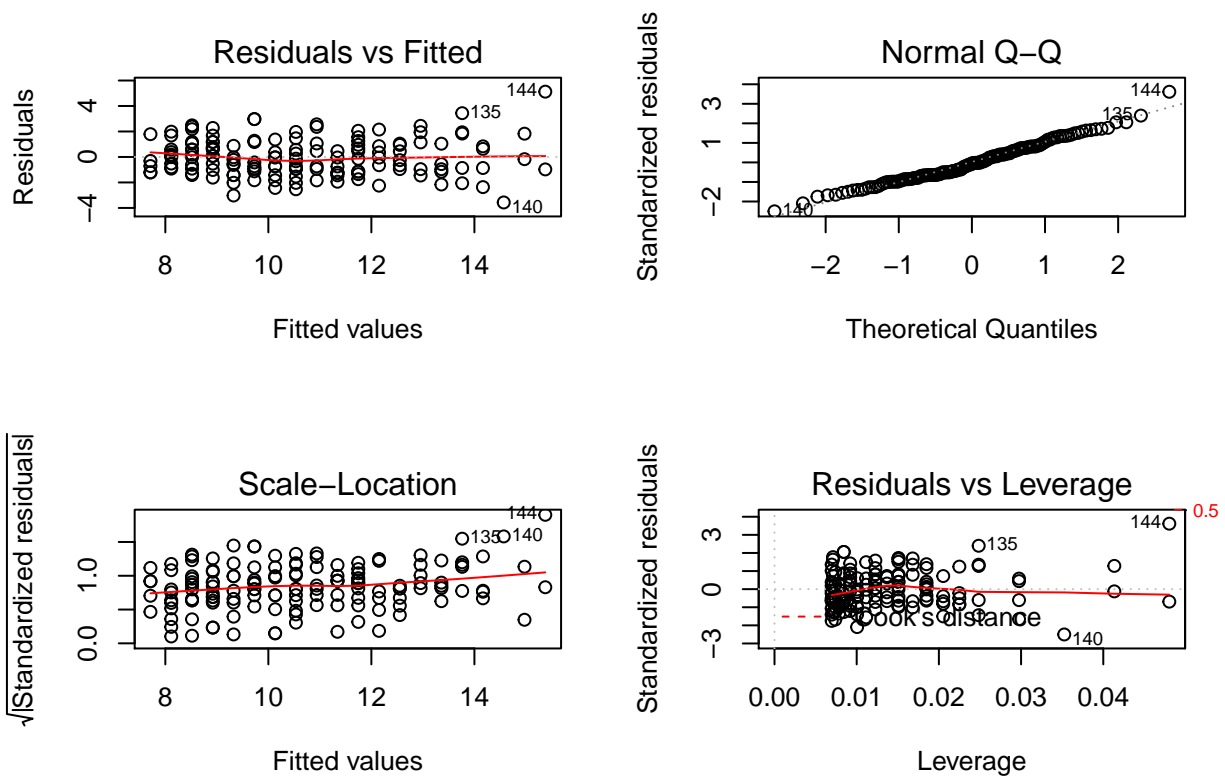 Residuals vs Fitted
Residuals
4
0
−4
144
135
140
8 10 12 14
Fitted values
Normal Q−Q
Standardized residuals
3
1
−2
144
135
140
−2 −1 0 1 2
Theoretical Quantiles
Scale−Location
√|Standardized residuals|
1.0
0.0
144
135
140
8 10 12 14
Fitted values
Residuals vs Leverage
Standardized residuals
3
0
−3
144
0.5
135
Cook's distance
140
0.00 0.01 0.02 0.03 0.04
Leverage